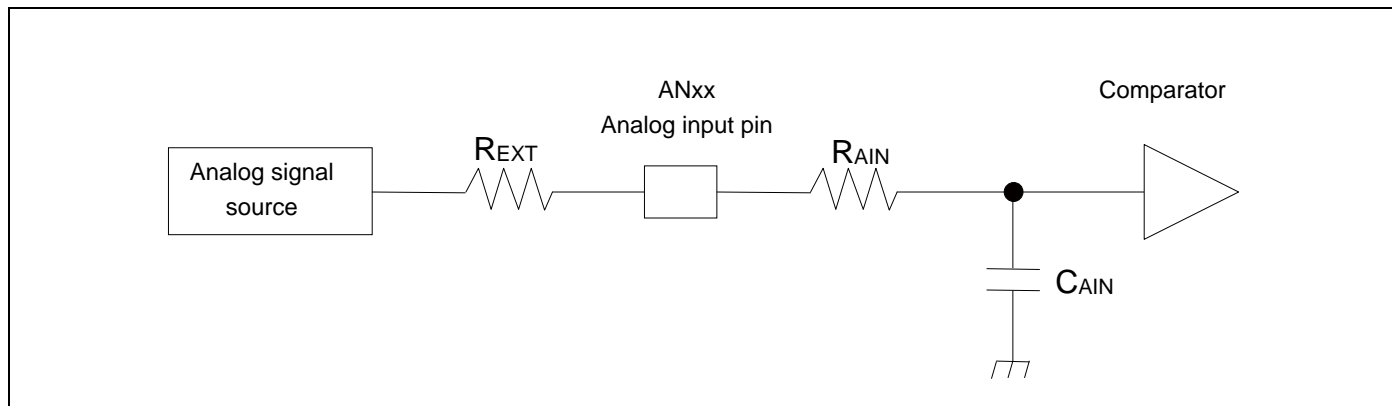 ANxx
Analog input pin
Comparator
Analog signal
source
REXT
RAIN
CAIN